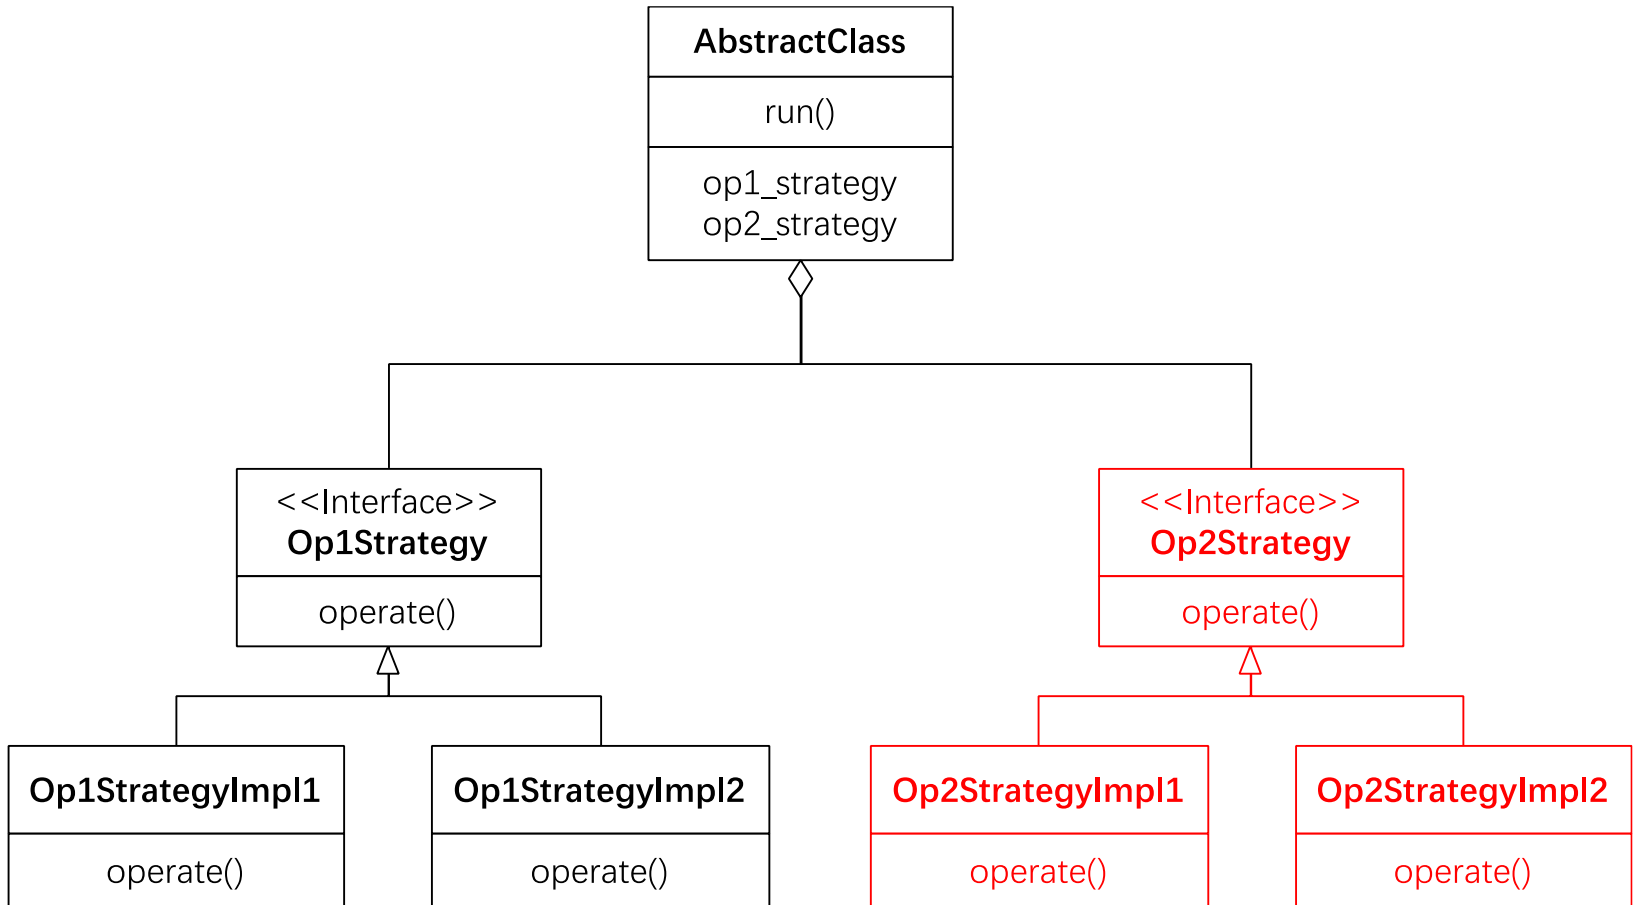 AbstractClass
run()
op1_strategy
op2_strategy
<<Interface>>
Op1Strategy
operate()
<<Interface>>
Op2Strategy
operate()
Op1StrategyImpl1
operate()
Op1StrategyImpl2
operate()
Op2StrategyImpl1
operate()
Op2StrategyImpl2
operate()